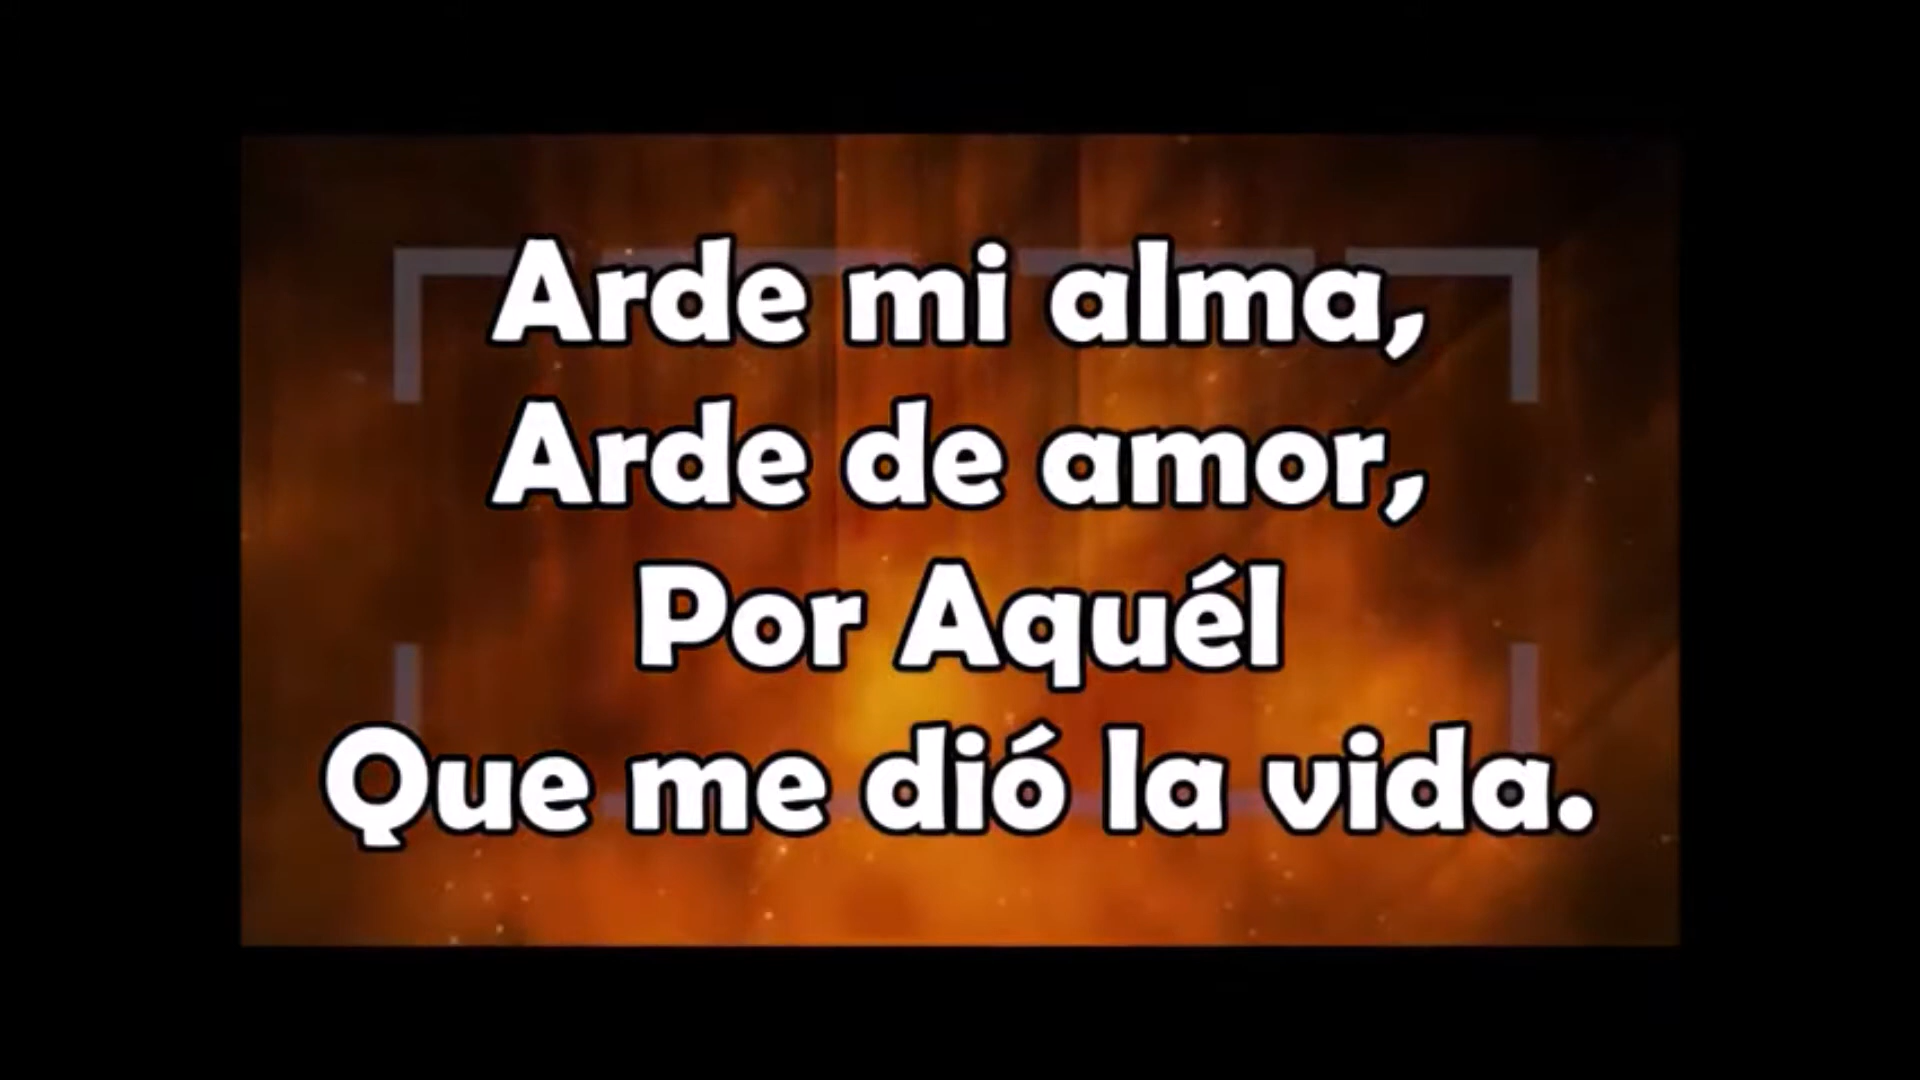 Arde mi alma,
Arde de amor,
Por Aquél
Que me dió la vida.